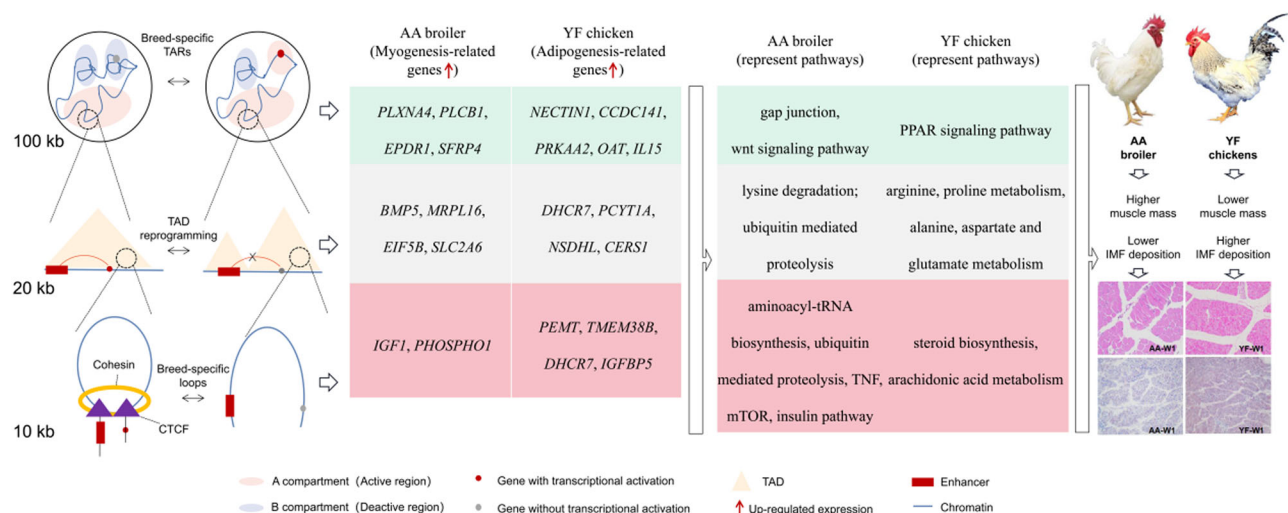 Breed-specific
TARs
100 kb
TAD
reprogramming
X
20 kb
Cohesin
Breed-specific
loops
CTCF
10 kb
AA broiler
(Myogenesis-related
genes ↑)
YF chicken
(Adipogenesis-related
genes ↑)
PLXNA4, PLCB1,
EPDR1, SFRP4
NECTIN1, CCDC141,
PRKAA2, OAT, IL15
BMP5, MRPL16,
EIF5B, SLC2A6
DHCR7, PCYT1A,
NSDHL, CERS1
IGF1, PHOSPHO1
PEMT, TMEM38B,
DHCR7, IGFBP5
AA broiler
(represent pathways)
YF chicken
(represent pathways)
gap junction,
wnt signaling pathway
PPAR signaling pathway
lysine degradation;
ubiquitin mediated
proteolysis
arginine, proline metabolism,
alanine, aspartate and
glutamate metabolism
aminoacyl-tRNA
biosynthesis, ubiquitin
mediated proteolysis, TNF,
mTOR, insulin pathway
steroid biosynthesis,
arachidonic acid metabolism
AA
broiler
YF
chickens
Higher
muscle mass
Lower
muscle mass
Lower
IMF deposition
Higher
IMF deposition
AA-W1
YF-W1
AA-W1
YF-W1
A compartment (Active region)
B compartment (Deactive region)
Gene with transcriptional activation
Gene without transcriptional activation
TAD
Up-regulated expression
Enhancer
Chromatin